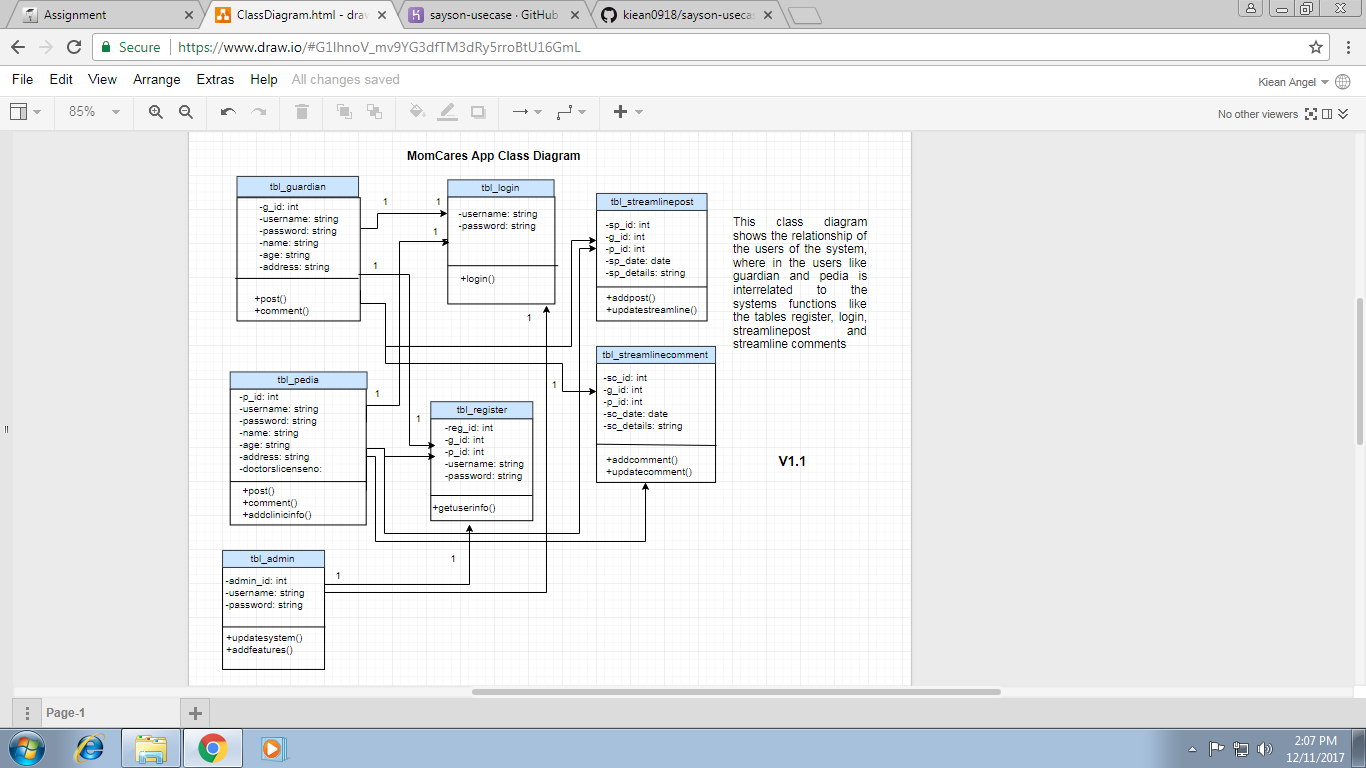 Assignment
ClassDiagram.html - draw
sayson-usecase · GitHub
kiean0918/sayson-usecas
Secure
https://www.draw.io/#G1IhnoV_mv9YG3dfTM3dRy5rroBtU16GmL
File Edit View Arrange Extras Help All changes saved
Kiean Angel
85%
No other viewers
MomCares App Class Diagram
tbl_guardian
-g_id: int
-username: string
-password: string
-name: string
-age: string
-address: string
+post()
+comment()
1
1
1
1
tbl_login
-username: string
-password: string
+login()
1
tbl_streamlinepost
-sp_id: int
-g_id: int
-p_id: int
-sp_date: date
-sp_details: string
+addpost()
+updatestreamline()
This class diagram
shows the relationship of
the users of the system,
where in the users like
guardian and pedia is
interrelated to the
systems functions like
the tables register, login,
streamlinepost and
streamline comments
tbl_streamlinecomment
-sc_id: int
-g_id: int
-p_id: int
-sc_date: date
-sc_details: string
+addcomment()
+updatecomment()
1
tbl_pedia
-p_id: int
-username: string
-password: string
-name: string
-age: string
-address: string
-doctorslicenseno:
+post()
+comment()
+addclinicinfo()
1
1
tbl_register
-reg_id: int
-g_id: int
-p_id: int
-username: string
-password: string
+getuserinfo()
V1.1
1
1
tbl_admin
-admin_id: int
-username: string
-password: string
+updatesystem()
+addfeatures()
Page-1
2:07 PM
12/11/2017